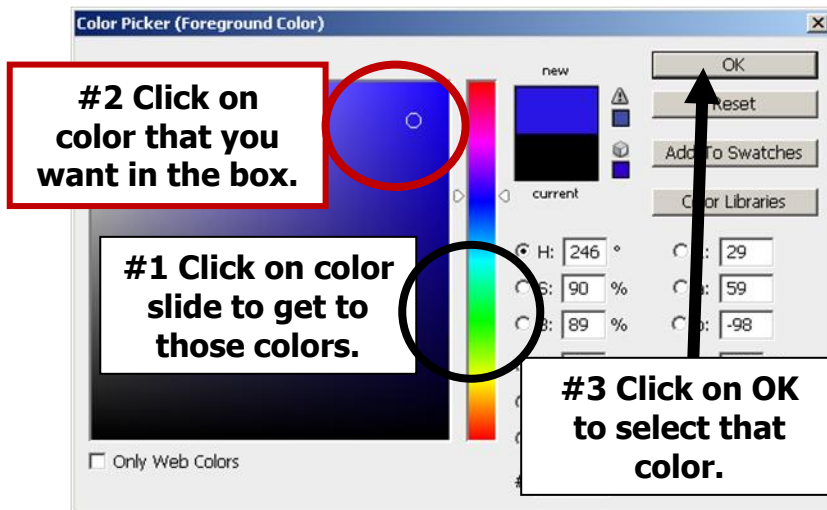 Color Picker (Foreground Color)
#2 Click on
color that you
want in the box.
new
current
OK
Reset
Add To Swatches
Color Libraries
#1 Click on color
slide to get to
those colors.
H: 246 °
S: 90 %
B: 89 %
L: 29
a: 59
b: -98
#3 Click on OK
to select that
color.
Only Web Colors
#